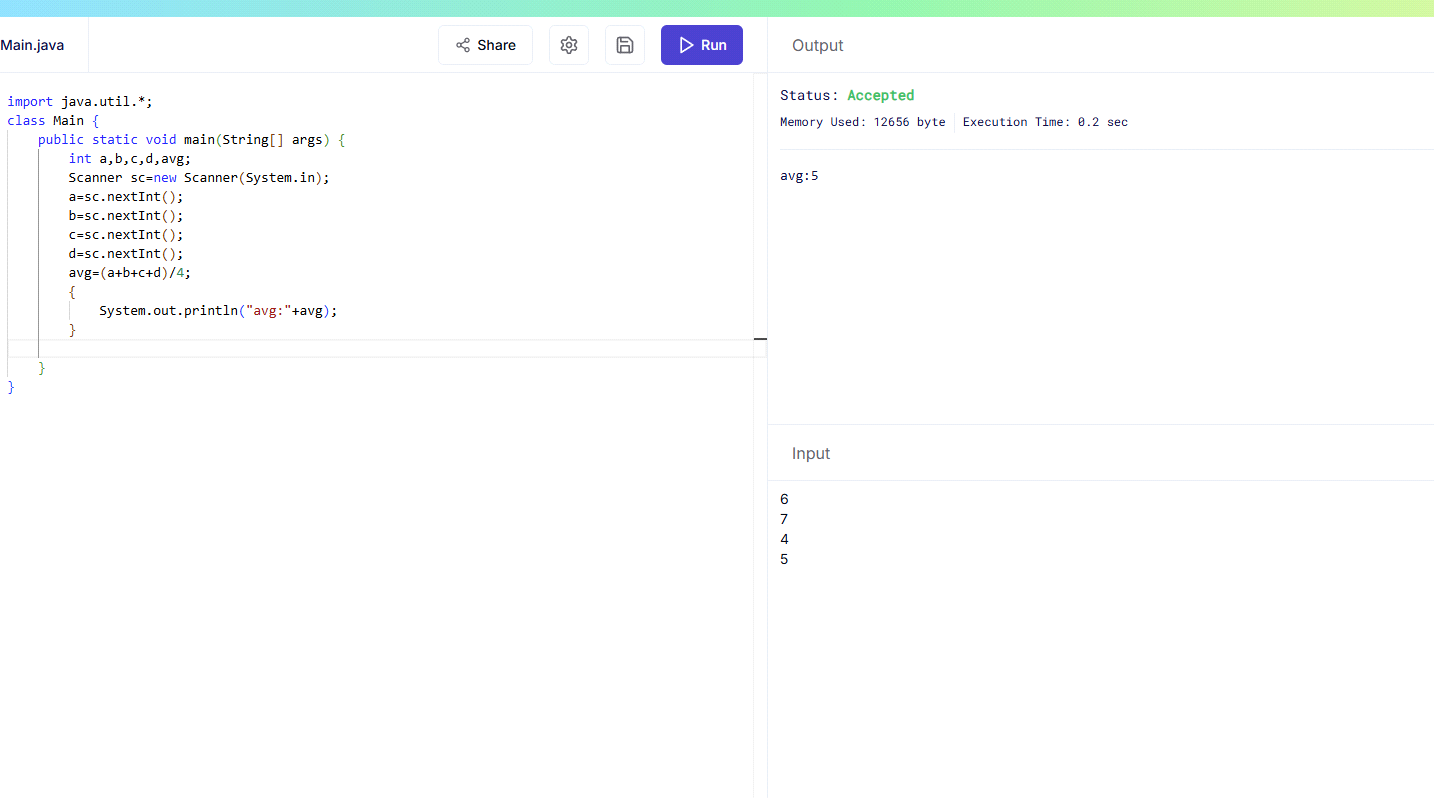 Main.java
Share
Run
import java.util.*;
class Main {
    public static void main(String[] args) {
        int a,b,c,d,avg;
        Scanner sc=new Scanner(System.in);
        a=sc.nextInt();
        b=sc.nextInt();
        c=sc.nextInt();
        d=sc.nextInt();
        avg=(a+b+c+d)/4;
        {
            System.out.println("avg:"+avg);
        }
    }
}
Output
Status: Accepted
Memory Used: 12656 byte Execution Time: 0.2 sec
avg:5
Input
6
7
4
5